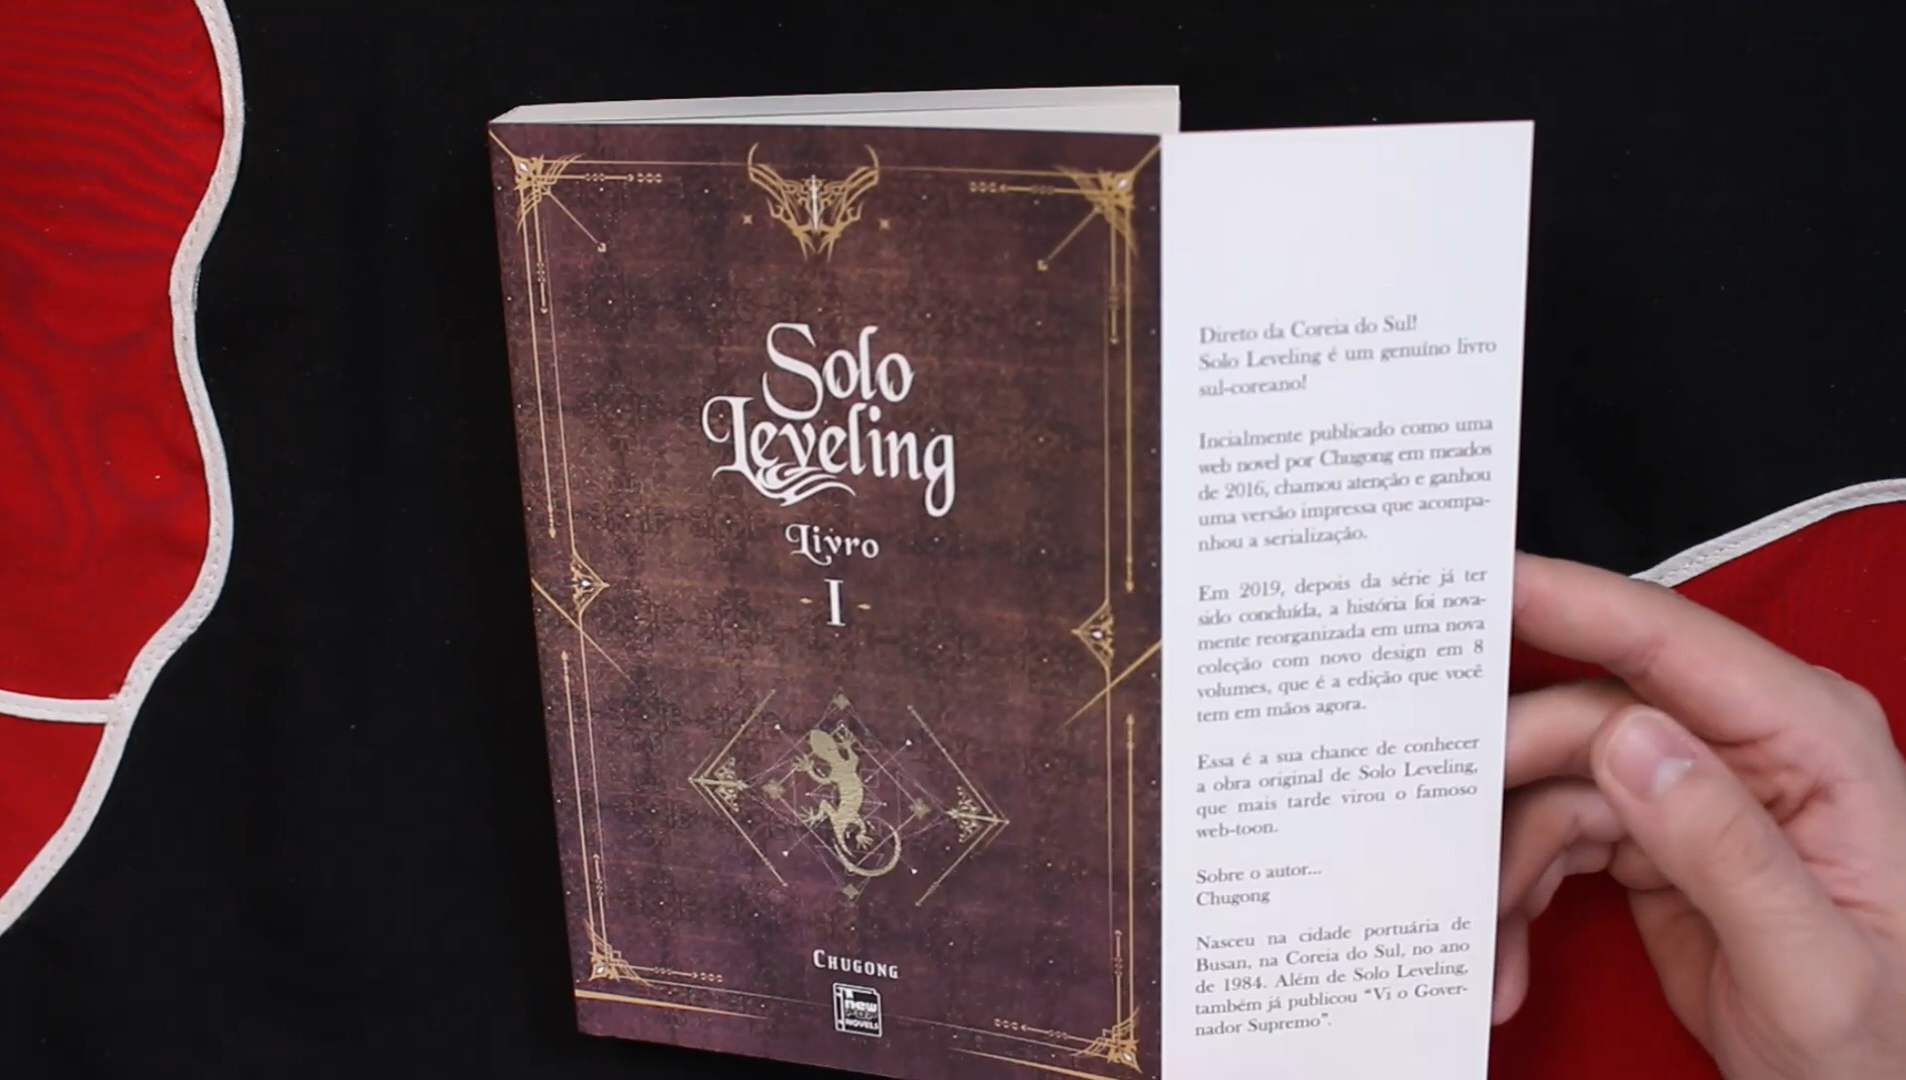 Solo
Leveling
Livro
I
CHUGONG
new
NOVELS
Direto da Coreia do Sul!
Solo Leveling é um genuíno livro
sul-coreano!
Incialmente publicado como uma
web novel por Chugong em meados
de 2016, chamou atenção e ganhou
uma versão impressa que acompa-
nhou a serialização.
Em 2019, depois da série já ter
sido concluída, a história foi nova-
mente reorganizada em uma nova
coleção com novo design em 8
volumes, que é a edição que você
tem em mãos agora.
Essa é a sua chance de conhecer
a obra original de Solo Leveling,
que mais tarde virou o famoso
web-toon.
Sobre o autor...
Chugong
Nasceu na cidade portuária de
Busan, na Coreia do Sul, no ano
de 1984. Além de Solo Leveling,
também já publicou “Vi o Gover-
nador Supremo”.